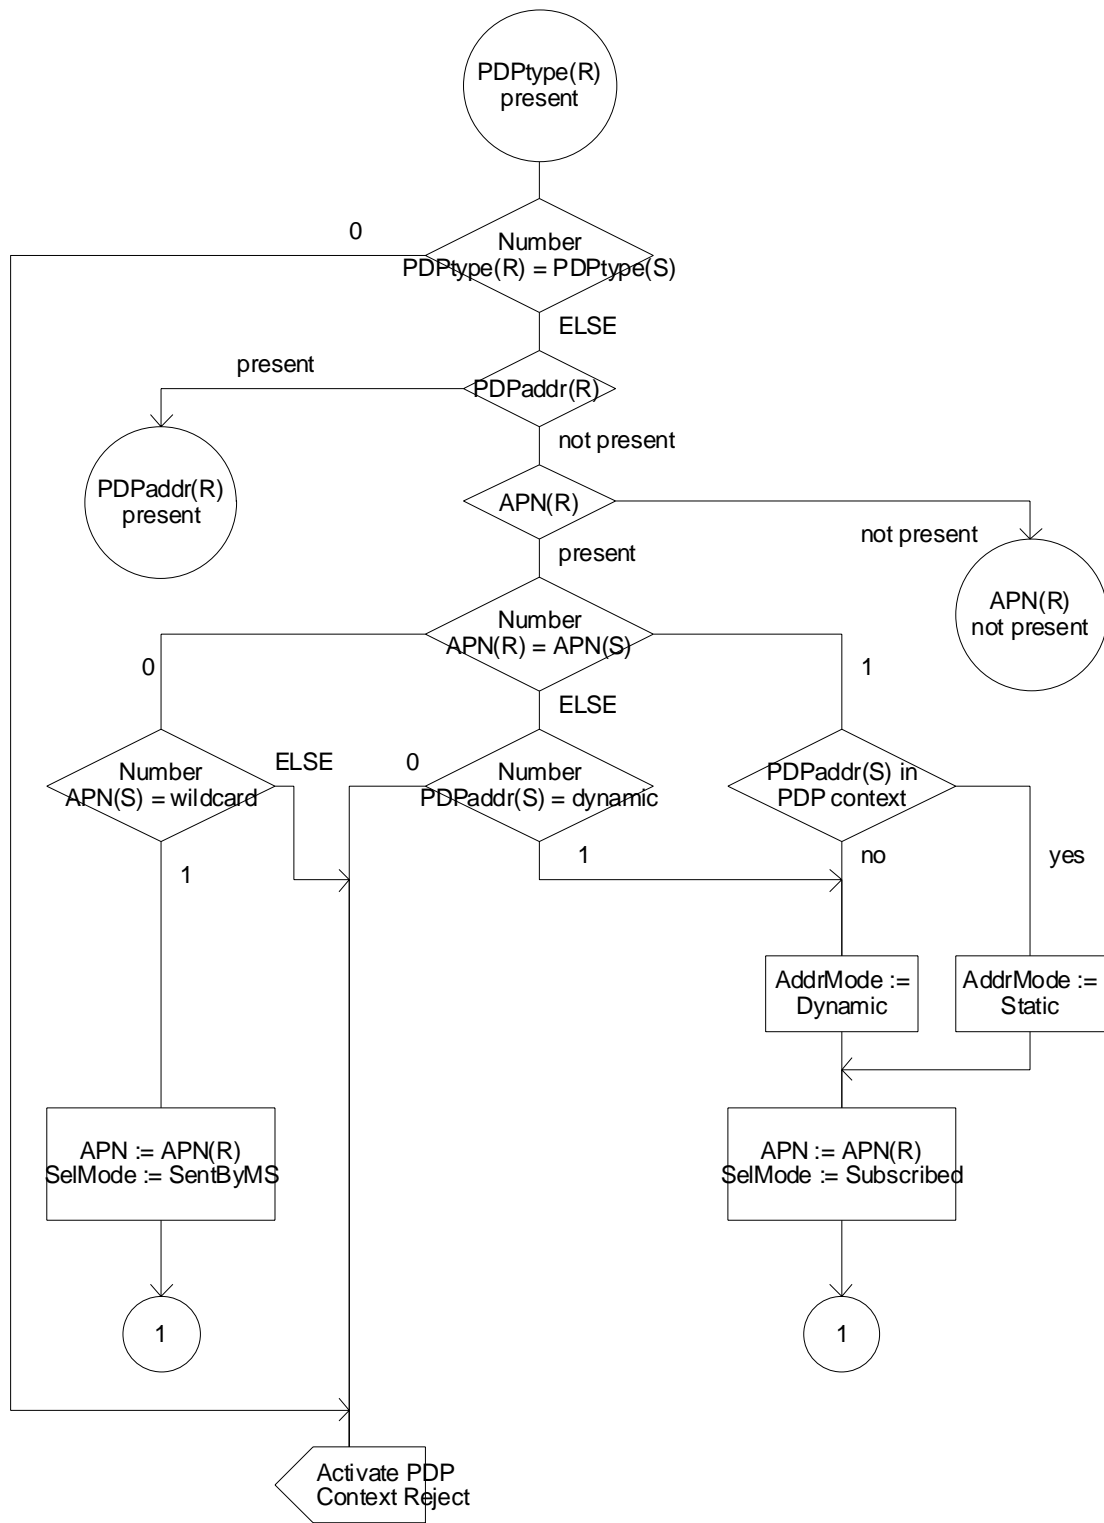 PDPtype(R)
present
0
Number
PDPtype(R) = PDPtype(S)
ELSE
present
PDPaddr(R)
not present
PDPaddr(R)
present
APN(R)
not present
present
APN(R)
not present
Number
APN(R) = APN(S)
0
1
ELSE
Number
APN(S) = wildcard
ELSE
0
Number
PDPaddr(S) = dynamic
PDPaddr(S) in
PDP context
1
1
no
yes
AddrMode :=
Dynamic
AddrMode :=
Static
APN := APN(R)
SelMode := SentByMS
APN := APN(R)
SelMode := Subscribed
1
1
Activate PDP
Context Reject